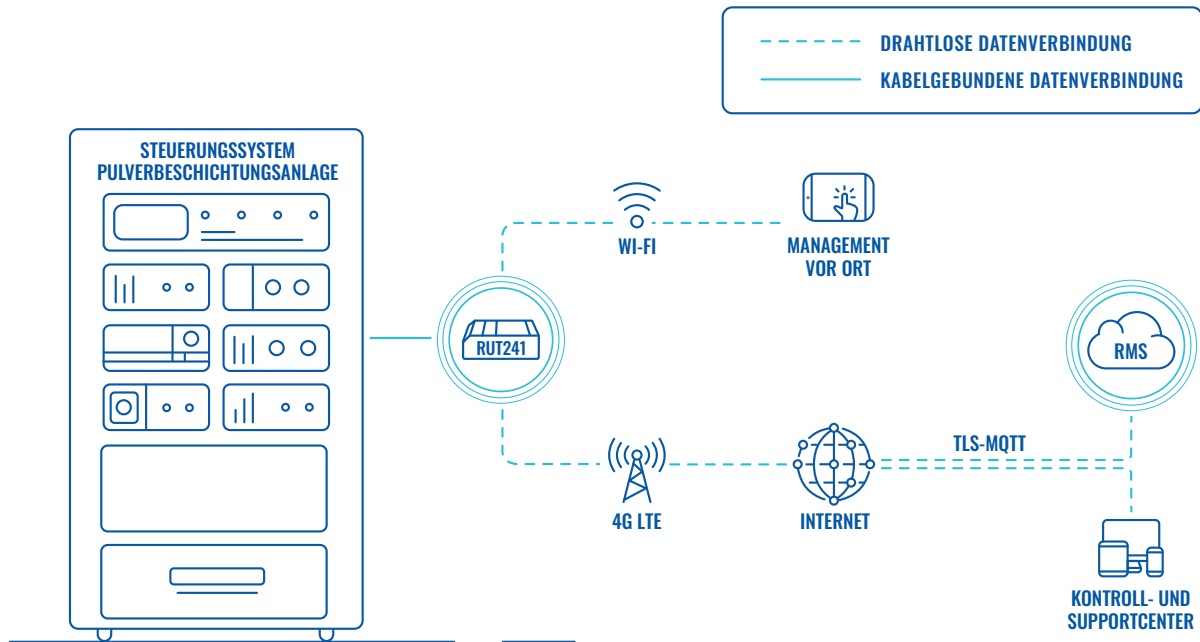 DRAHTLOSE DATENVERBINDUNG
KABELGEBUNDENE DATENVERBINDUNG
STEUERUNGSSYSTEM
PULVERBESCHICHTUNGSANLAGE
WI-FI
MANAGEMENT
VOR ORT
RUT241
RMS
TLS-MQTT
4G LTE
INTERNET
KONTROLL- UND
SUPPORTCENTER